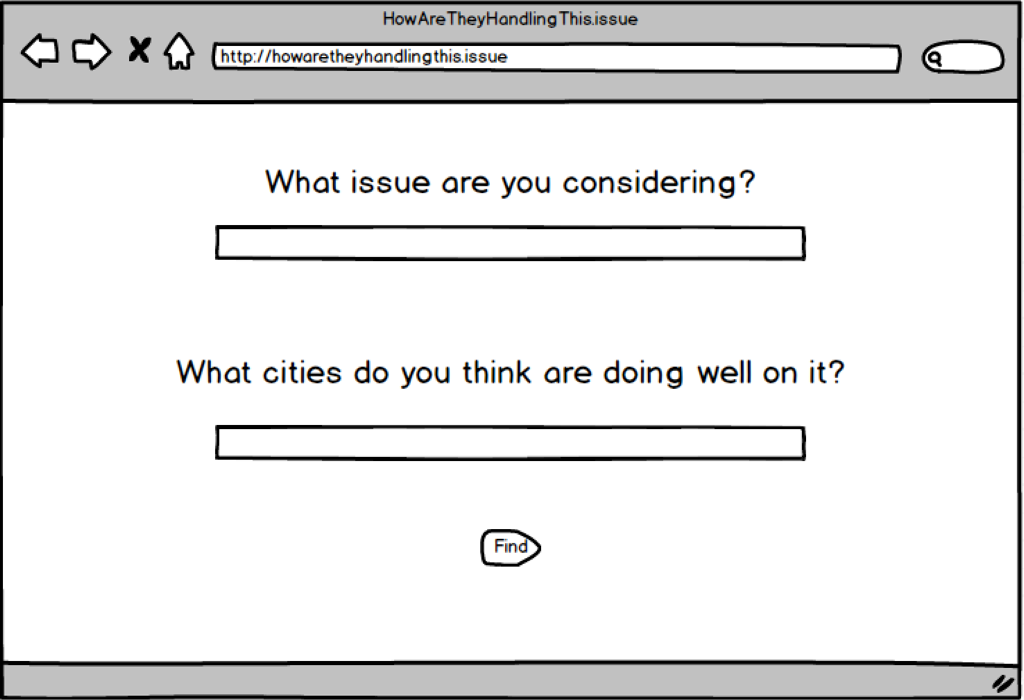 HowAreTheyHandlingThis.issue
http://howaretheyhandlingthis.issue
What issue are you considering?
What cities do you think are doing well on it?
Find